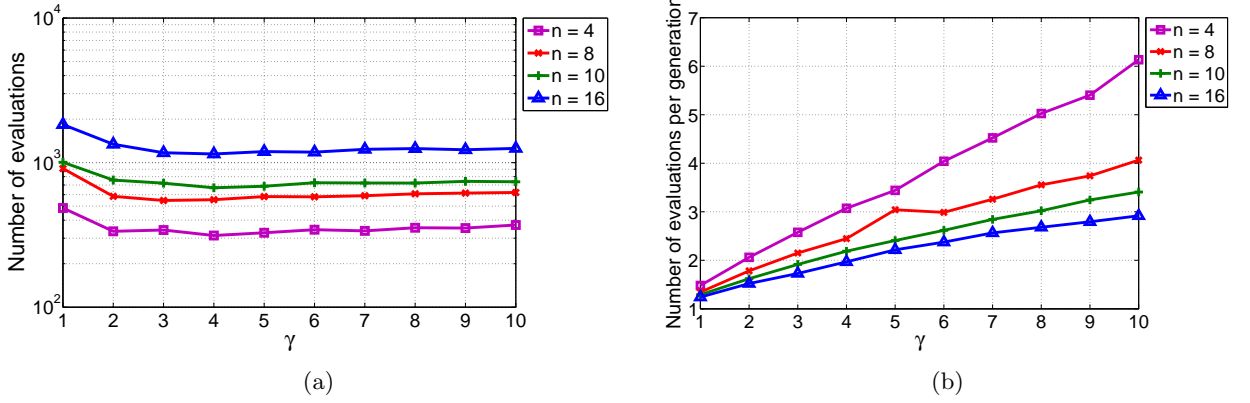 10^4
10^3
10^2
Number of evaluations
1 2 3 4 5 6 7 8 9 10
γ
n = 4
n = 8
n = 10
n = 16
(a)
7
6
5
4
3
2
1
Number of evaluations per generation
1 2 3 4 5 6 7 8 9 10
γ
n = 4
n = 8
n = 10
n = 16
(b)